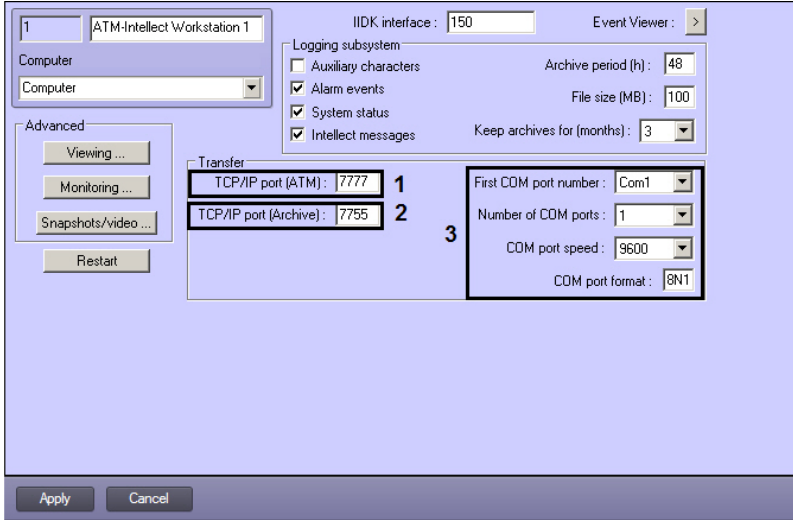 1 ATM-Intellect Workstation 1
IIDK interface : 150
Event Viewer : >
Computer
Computer
Logging subsystem
Auxiliary characters
Alarm events
System status
Intellect messages
Archive period (h) : 48
File size (MB) : 100
Keep archives for (months) : 3
Advanced
Viewing ...
Monitoring ...
Snapshots/video ...
Restart
Transfer
TCP/IP port (ATM) : 7777 1
TCP/IP port (Archive) : 7755 2
3
First COM port number : Com1
Number of COM ports : 1
COM port speed : 9600
COM port format : 8N1
Apply Cancel